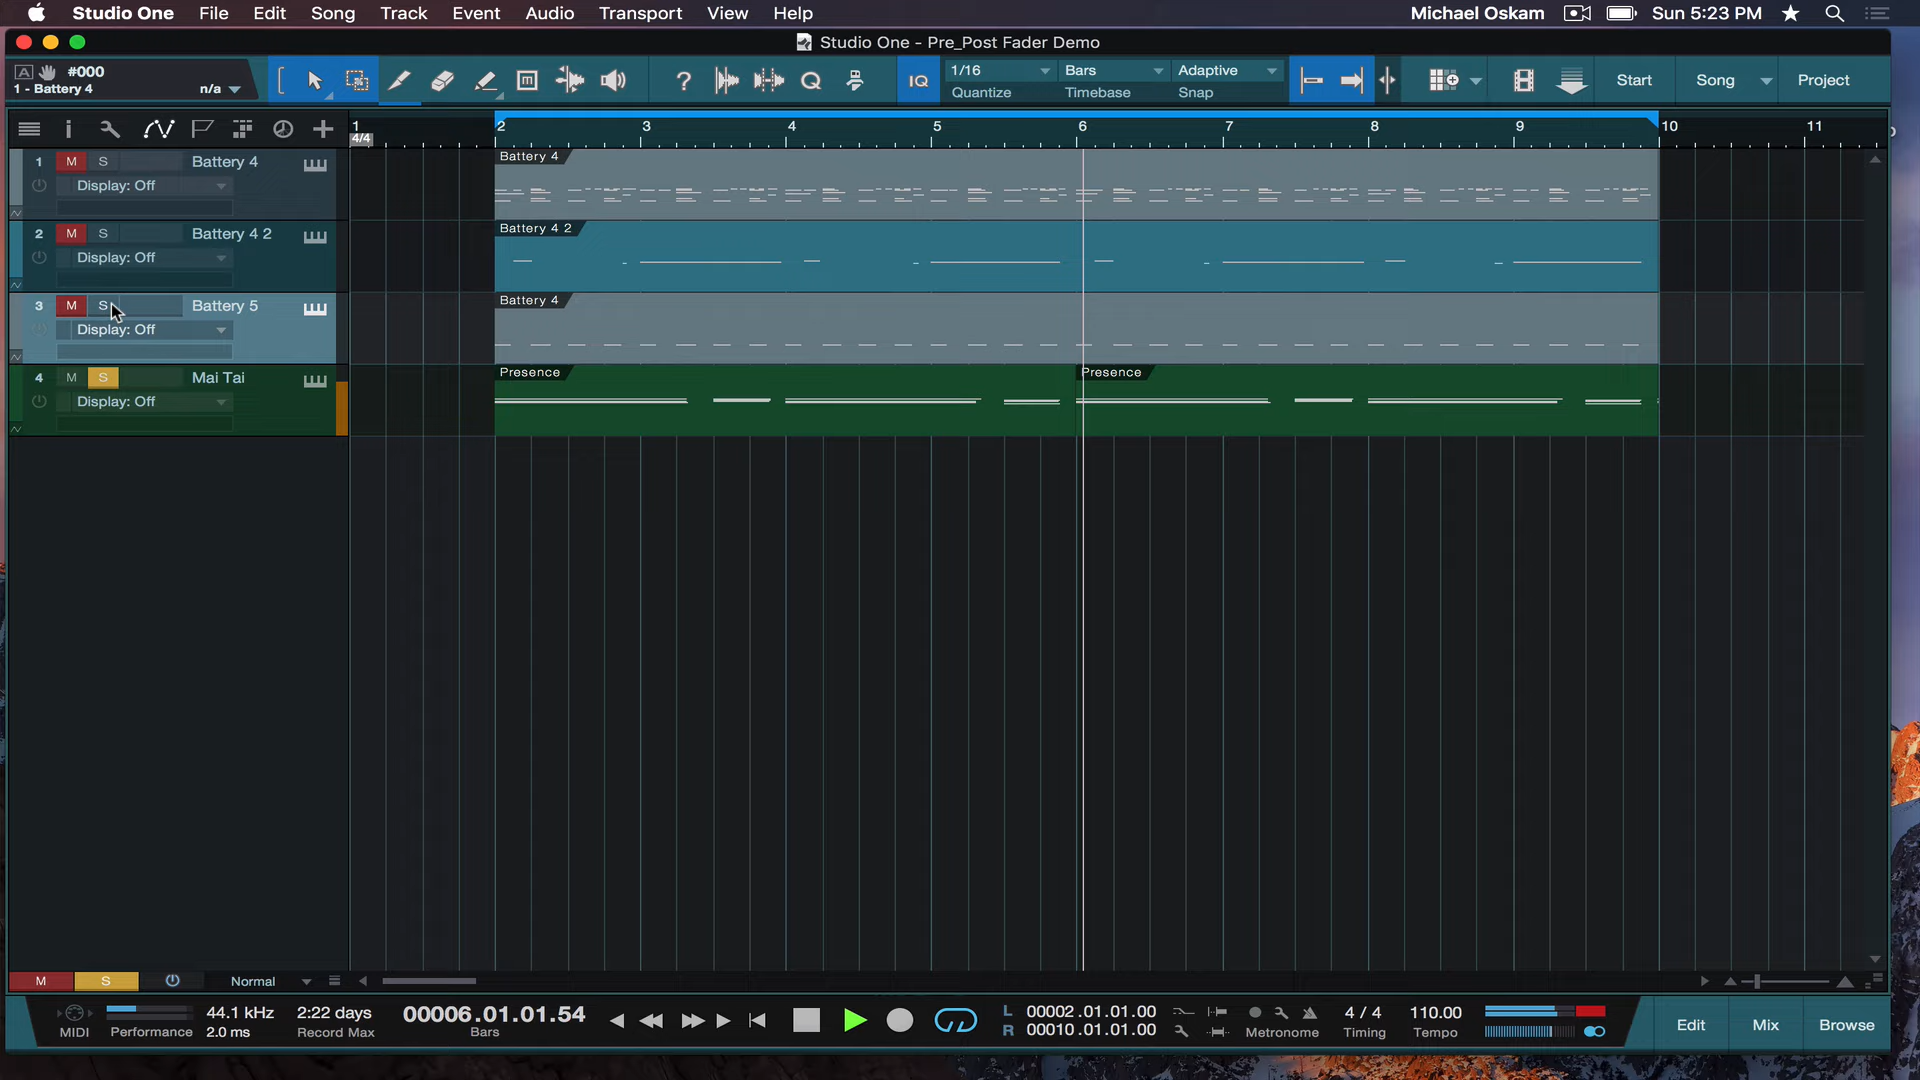 Studio One File Edit Song Track Event Audio Transport View Help Michael Oskam Sun 5:23 PM
Studio One - Pre_Post Fader Demo
A #000
1 - Battery 4 n/a
? IQ 1/16 Bars Adaptive Start Song Project
Quantize Timebase Snap
1 2 3 4 5 6 7 8 9 10 11
4/4
1 M S Battery 4
Display: Off
Battery 4
2 M S Battery 4 2
Display: Off
Battery 4 2
3 M S Battery 5
Display: Off
Battery 4
4 M S Mai Tai
Display: Off
Presence Presence
M S Normal
MIDI Performance
44.1 kHz
2.0 ms
2:22 days
Record Max
00006.01.01.54
Bars
L 00002.01.01.00
R 00010.01.01.00
Metronome
4 / 4
Timing
110.00
Tempo
Edit Mix Browse